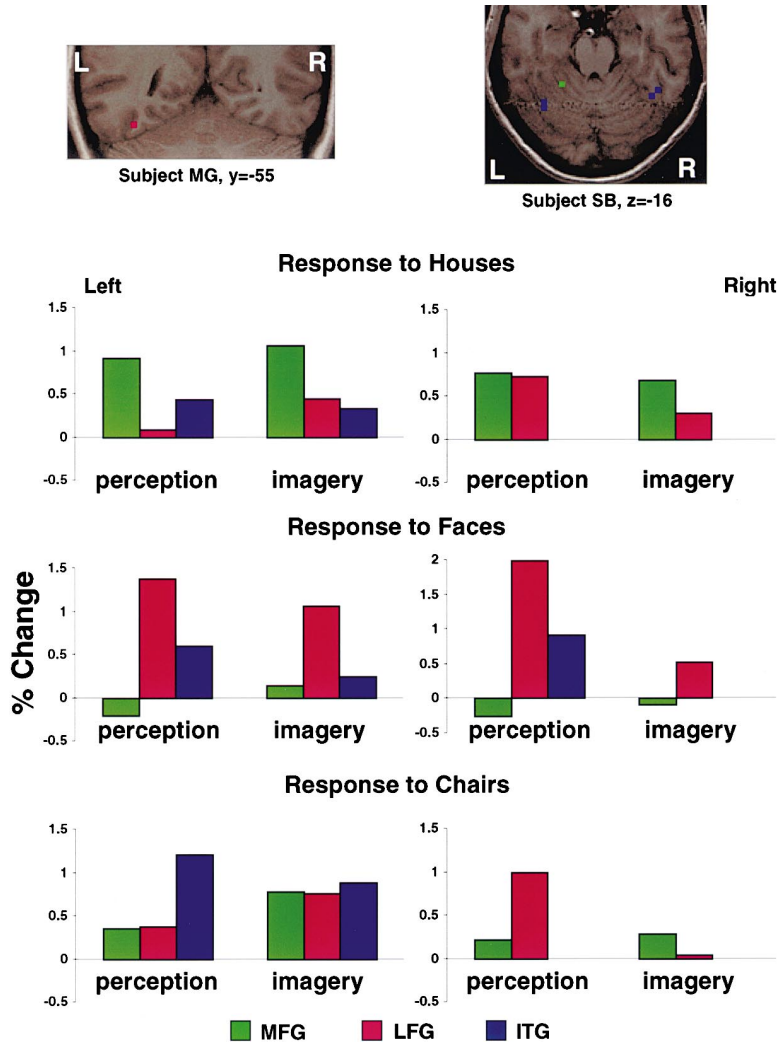 L R
L R
Subject MG, y=-55
Subject SB, z=-16
Response to Houses
Left Right
1.5
1
0.5
0
-0.5
perception imagery
1.5
1
0.5
0
-0.5
perception imagery
Response to Faces
% Change
1.5
1
0.5
0
-0.5
perception imagery
2
1.5
1
0.5
0
-0.5
perception imagery
Response to Chairs
1.5
1
0.5
0
-0.5
perception imagery
1.5
1
0.5
0
-0.5
perception imagery
MFG LFG ITG